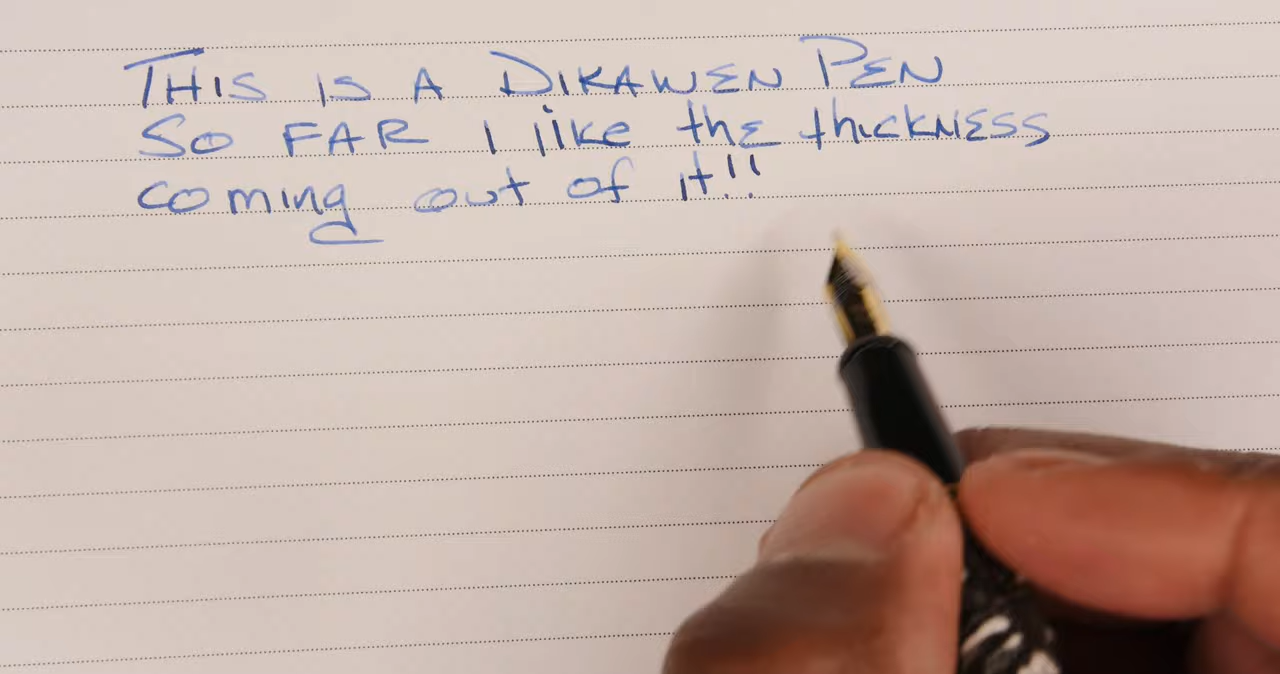 THIS IS A DIKAWEN PEN
SO FAR I like the thickNESS
coming out of it!!